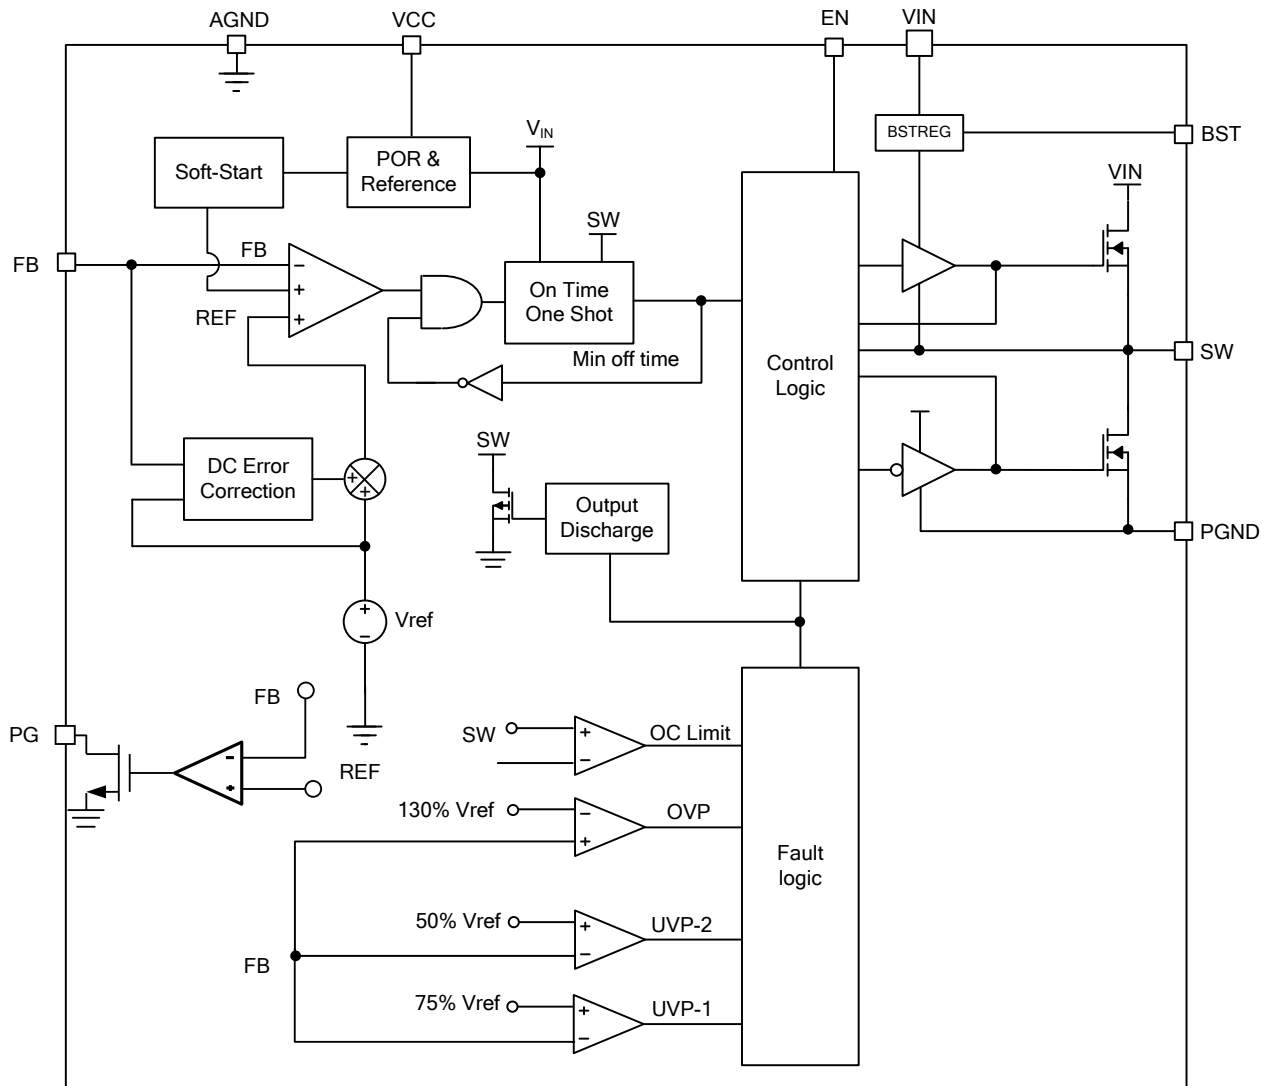 AGND
VCC
EN
VIN
BSTREG
BST
VIN
VIN
Soft-Start
POR &
Reference
SW
FB
FB
REF
On Time
One Shot
Min off time
Control
Logic
SW
DC Error
Correction
SW
Output
Discharge
PGND
Vref
FB
PG
REF
SW
OC Limit
130% Vref
OVP
Fault
logic
50% Vref
UVP-2
FB
75% Vref
UVP-1